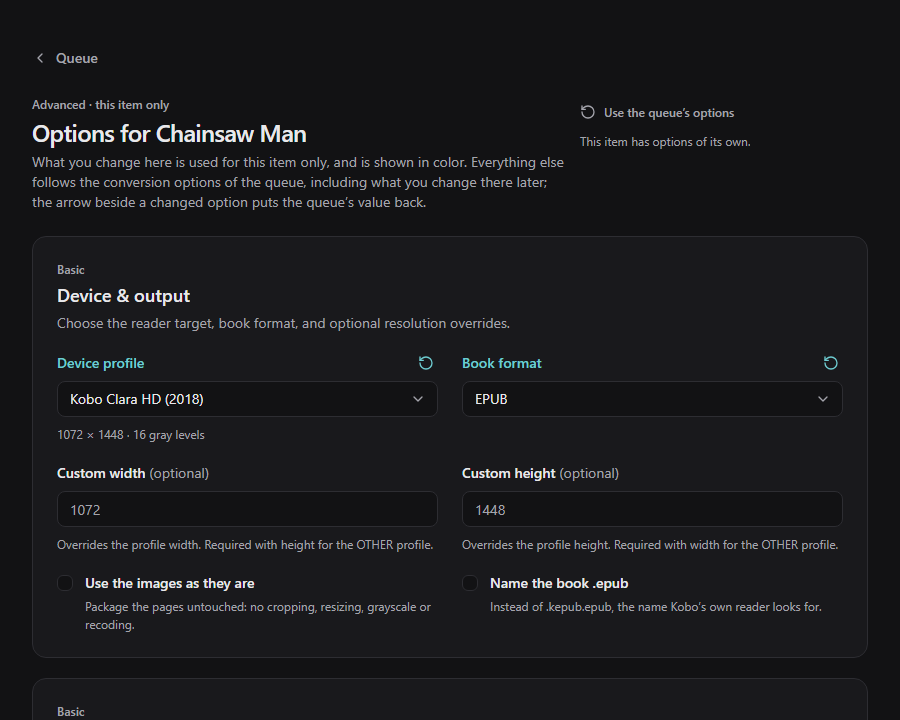 Queue
Advanced · this item only
Options for Chainsaw Man
What you change here is used for this item only, and is shown in color. Everything else
follows the conversion options of the queue, including what you change there later;
the arrow beside a changed option puts the queue's value back.
Use the queue's options
This item has options of its own.
Basic
Device & output
Choose the reader target, book format, and optional resolution overrides.
Device profile
Kobo Clara HD (2018)
1072 × 1448 · 16 gray levels
Book format
EPUB
Custom width (optional)
1072
Overrides the profile width. Required with height for the OTHER profile.
Custom height (optional)
1448
Overrides the profile height. Required with width for the OTHER profile.
Use the images as they are
Package the pages untouched: no cropping, resizing, grayscale or
recoding.
Name the book .epub
Instead of .kepub.epub, the name Kobo's own reader looks for.
Basic